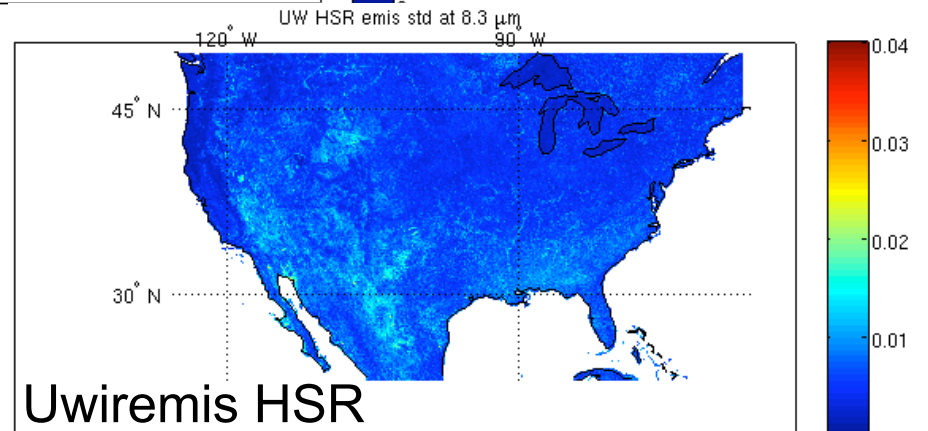 UW HSR emis std at 8.3 μm
120° W
90° W
45° N
30° N
0.04
0.03
0.02
0.01
Uwiremis HSR